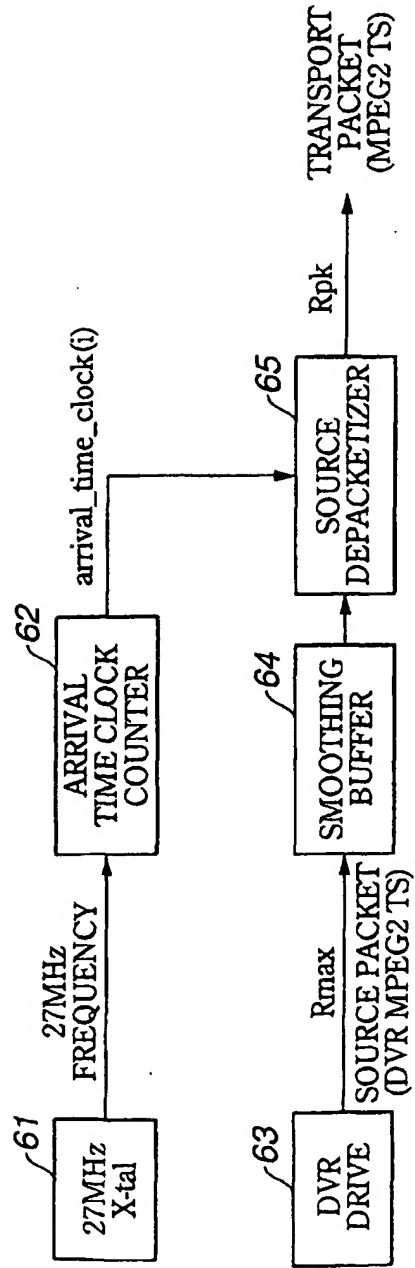 61
27MHz
X-tal
27MHz
FREQUENCY
62
ARRIVAL
TIME CLOCK
COUNTER
arrival_time_clock(i)
63
DVR
DRIVE
Rmax
SOURCE PACKET
(DVR MPEG2 TS)
64
SMOOTHING
BUFFER
65
SOURCE
DEPACKETIZER
Rpk
TRANSPORT
PACKET
(MPEG2 TS)